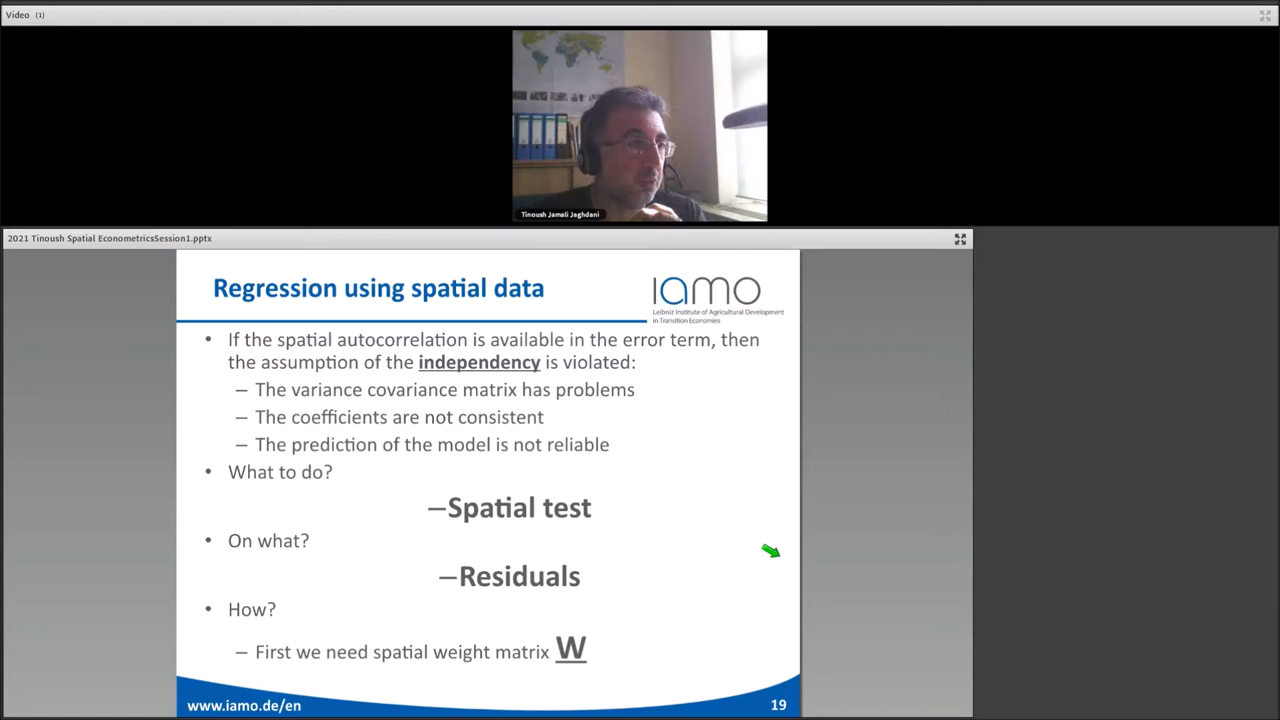 Video (1)
Tinoush Jamali Jaghdani
2021 Tinoush Spatial EconometricsSession1.pptx
Regression using spatial data
iamo
Leibniz Institute of Agricultural Development
in Transition Economies
• If the spatial autocorrelation is available in the error term, then
the assumption of the independency is violated:
– The variance covariance matrix has problems
– The coefficients are not consistent
– The prediction of the model is not reliable
• What to do?
–Spatial test
• On what?
–Residuals
• How?
– First we need spatial weight matrix W
www.iamo.de/en
19